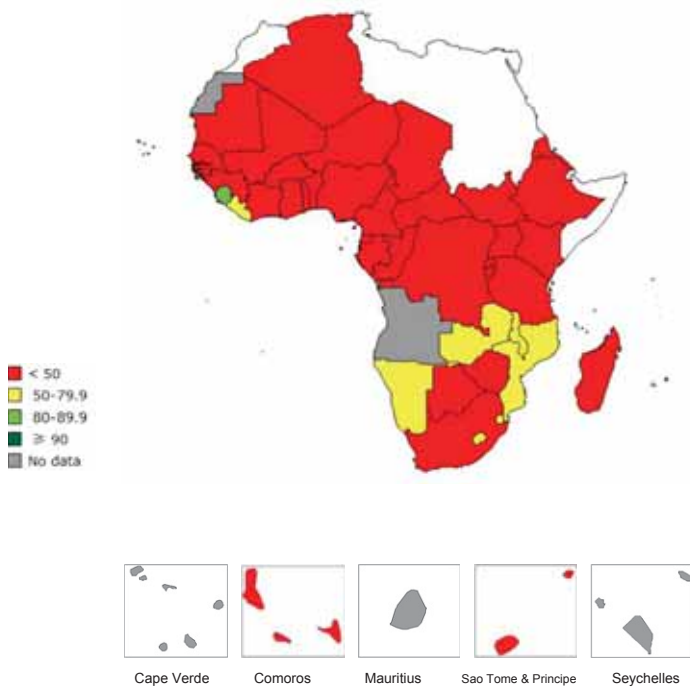 < 50
50-79.9
80-89.9
≥ 90
No data
Cape Verde
Comoros
Mauritius
Sao Tome & Principe
Seychelles